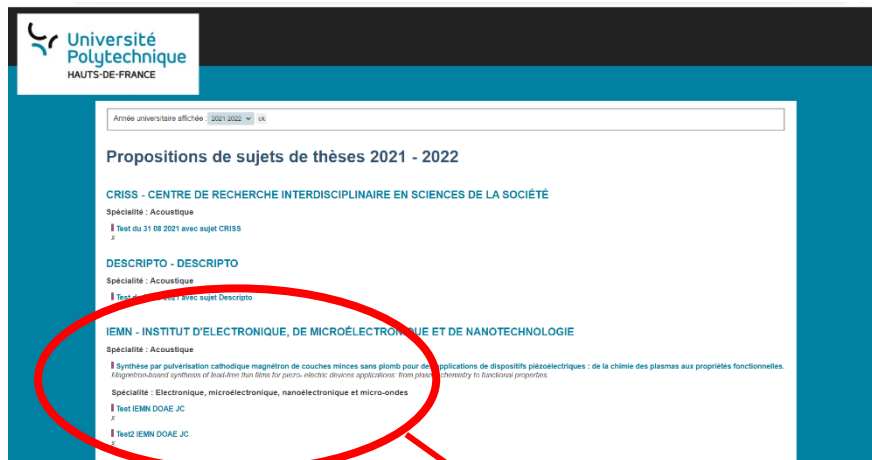 Université
Polytechnique
HAUTS-DE-FRANCE
Année universitaire affichée : 2021 2022 ok
Propositions de sujets de thèses 2021 - 2022
CRISS - CENTRE DE RECHERCHE INTERDISCIPLINAIRE EN SCIENCES DE LA SOCIÉTÉ
Spécialité : Acoustique
Test du 31 08 2021 avec sujet CRISS
x
DESCRIPTO - DESCRIPTO
Spécialité : Acoustique
Test 2021 avec sujet Descripto
IEMN - INSTITUT D'ELECTRONIQUE, DE MICROÉLECTRONIQUE ET DE NANOTECHNOLOGIE
Spécialité : Acoustique
Synthèse par pulvérisation cathodique magnétron de couches minces sans plomb pour des applications de dispositifs piézoélectriques : de la chimie des plasmas aux propriétés fonctionnelles.
Magnetron-based synthesis of lead-free thin films for piezo- electric devices applications: from plasma chemistry to functional properties
Spécialité : Electronique, microélectronique, nanoélectronique et micro-ondes
Test IEMN DOAE JC
x
Test2 IEMN DOAE JC
x